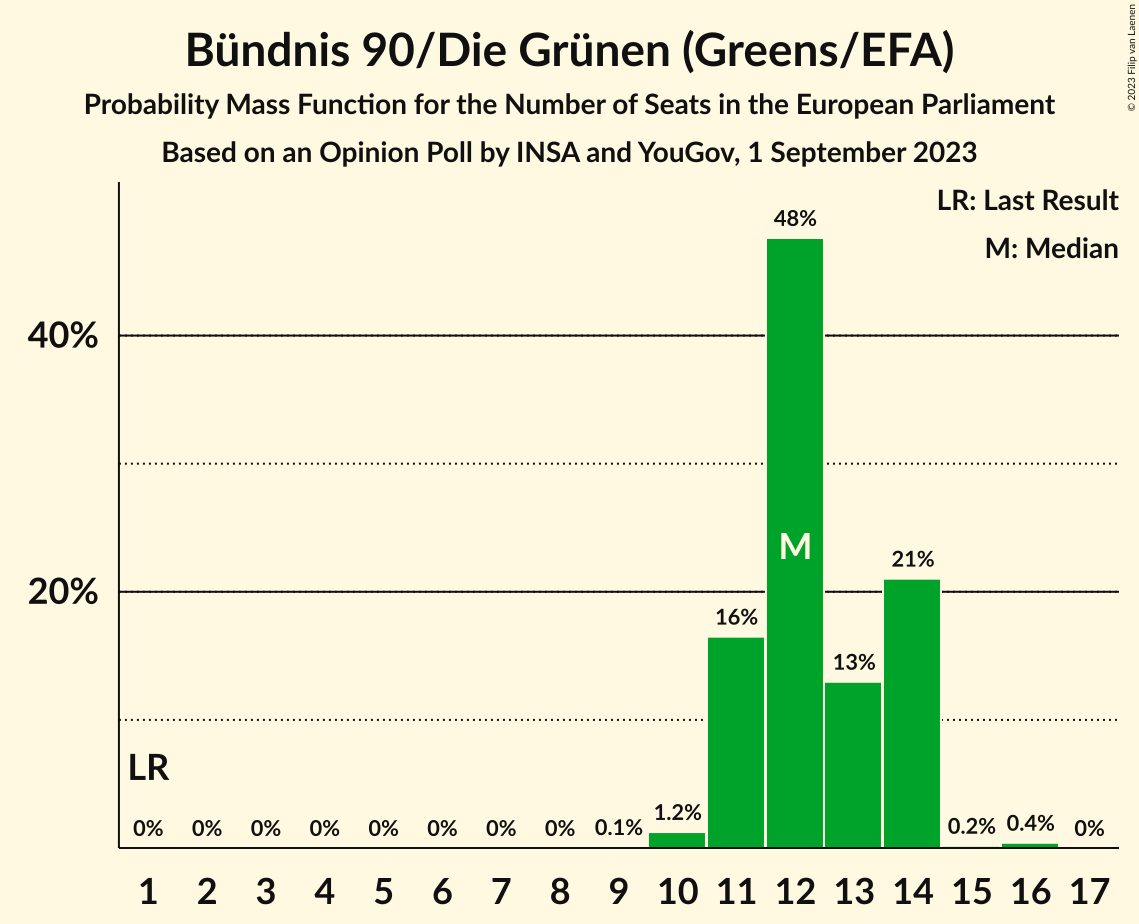 Bündnis 90/Die Grünen (Greens/EFA)
Probability Mass Function for the Number of Seats in the European Parliament
Based on an Opinion Poll by INSA and YouGov, 1 September 2023
© 2023 Filip van Laenen
LR: Last Result
M: Median
48%
40%
M
21%
20%
16%
13%
LR
0% 0% 0% 0% 0% 0% 0% 0% 0.1% 1.2% 0.2% 0.4% 0%
1 2 3 4 5 6 7 8 9 10 11 12 13 14 15 16 17